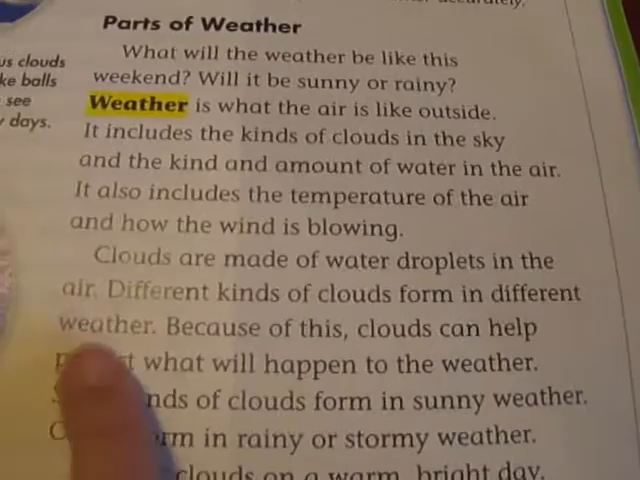 accurately.
Parts of Weather
us clouds
ke balls
see
days.
What will the weather be like this
weekend? Will it be sunny or rainy?
Weather is what the air is like outside.
It includes the kinds of clouds in the sky
and the kind and amount of water in the air.
It also includes the temperature of the air
and how the wind is blowing.
Clouds are made of water droplets in the
air. Different kinds of clouds form in different
weather. Because of this, clouds can help
what will happen to the weather.
of clouds form in sunny weather.
in rainy or stormy weather.
clouds on a warm, bright day.